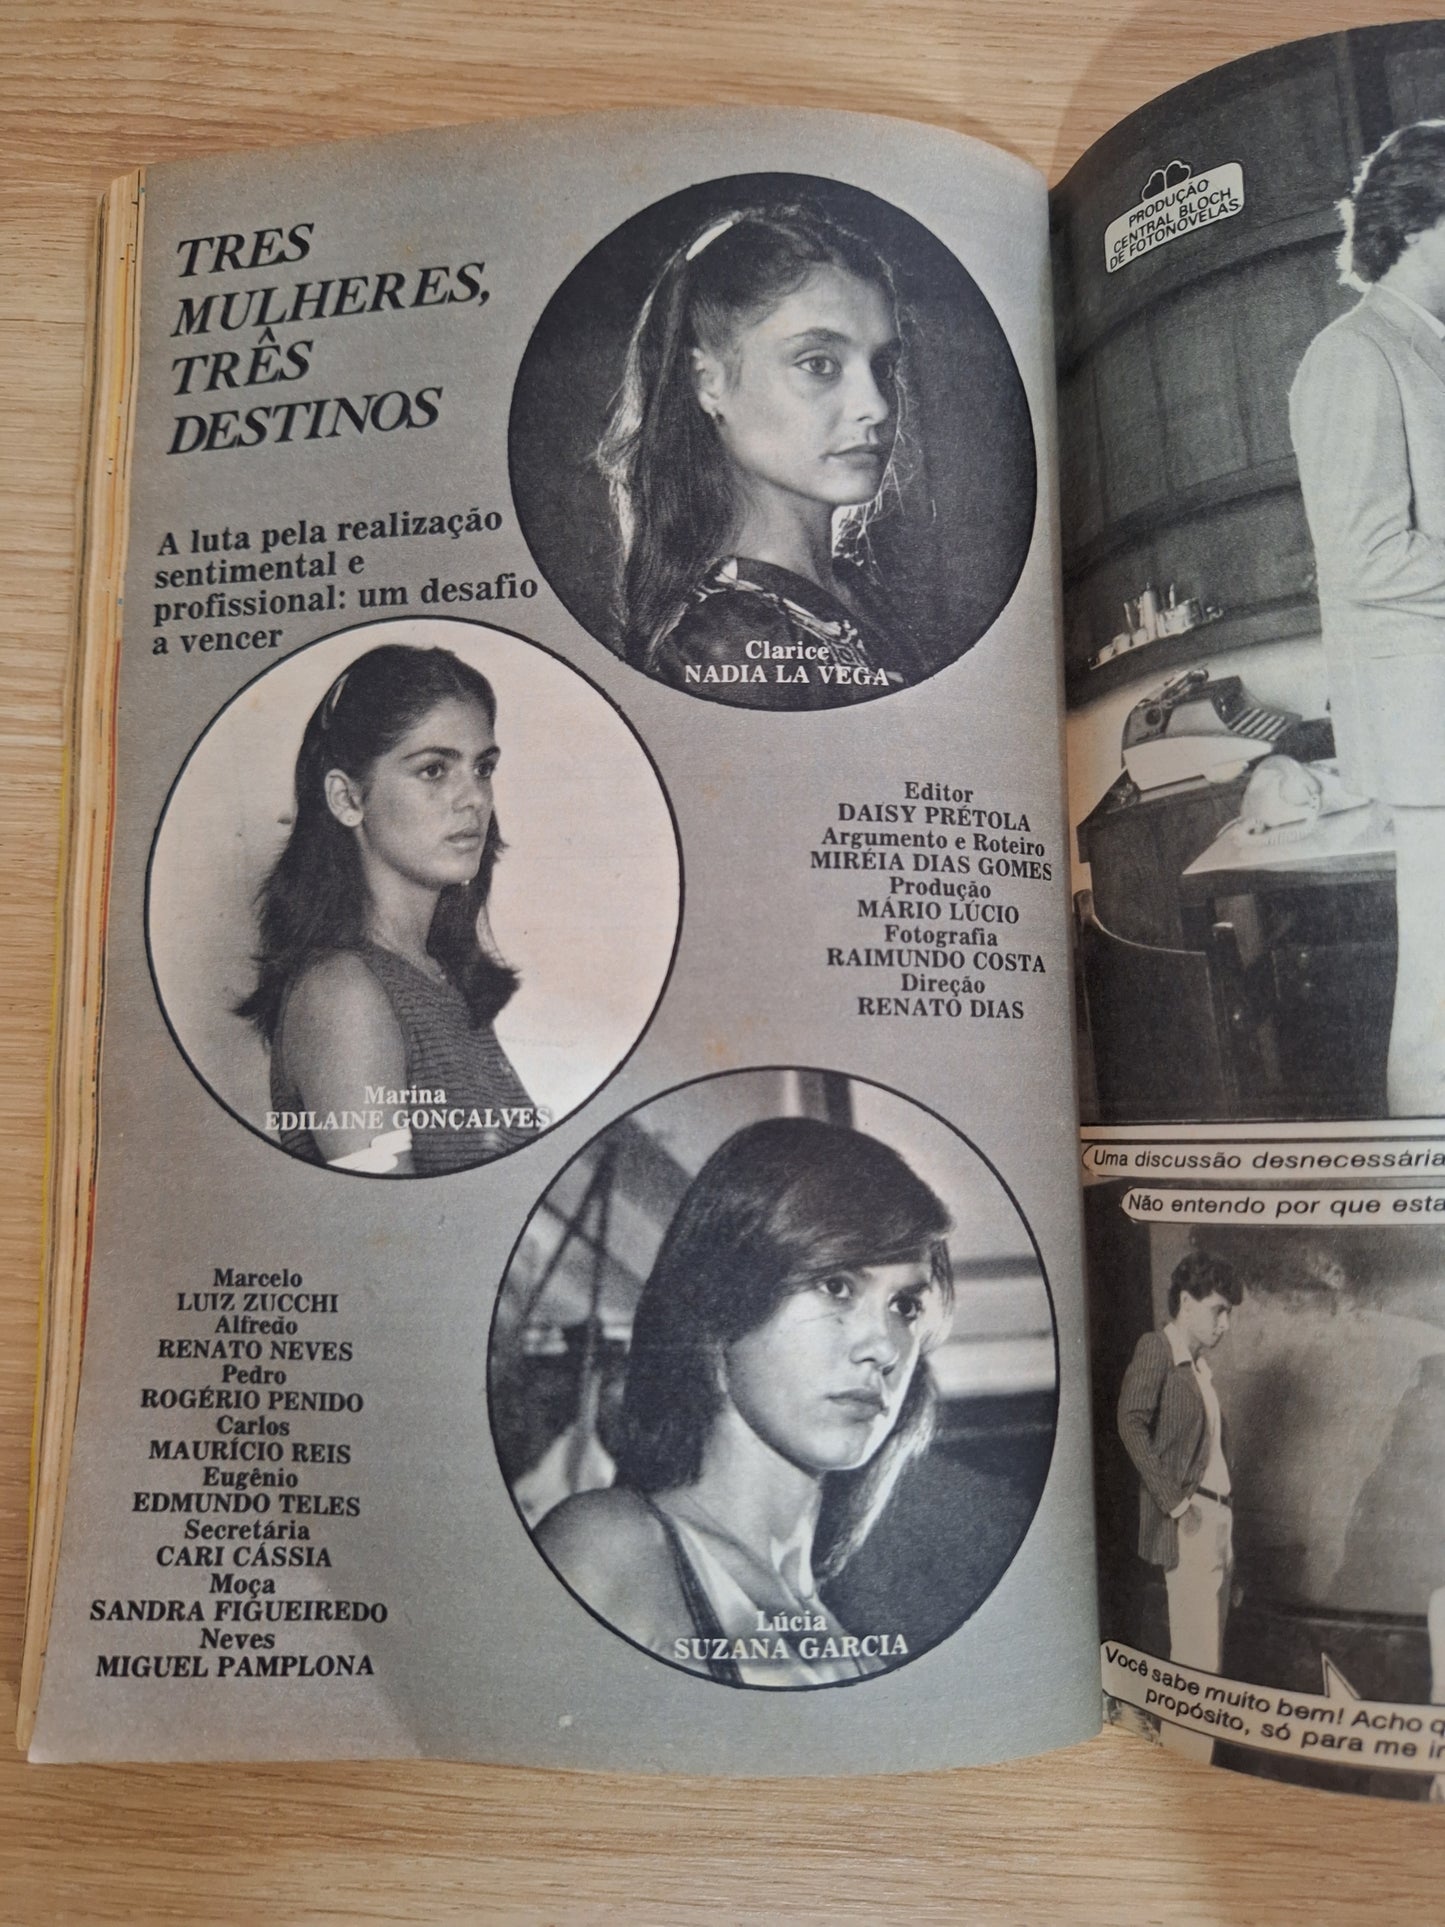 TRES
MULHERES,
TRÊS
DESTINOS
A luta pela realização
sentimental e
profissional: um desafio
a vencer
Clarice
NADIA LA VEGA
Marina
EDILAINE GONÇALVES
Editor
DAISY PRÉTOLA
Argumento e Roteiro
MIRÉIA DIAS GOMES
Produção
MÁRIO LÚCIO
Fotografia
RAIMUNDO COSTA
Direção
RENATO DIAS
Lúcia
SUZANA GARCIA
Marcelo
LUIZ ZUCCHI
Alfredo
RENATO NEVES
Pedro
ROGÉRIO PENIDO
Carlos
MAURÍCIO REIS
Eugênio
EDMUNDO TELES
Secretária
CARI CÁSSIA
Moça
SANDRA FIGUEIREDO
Neves
MIGUEL PAMPLONA
PRODUÇÃO
CENTRAL BLOCH
DE FOTONOVELAS
Uma discussão desnecessária
Não entendo por que esta
Você sabe muito bem! Acho q
propósito, só para me ir